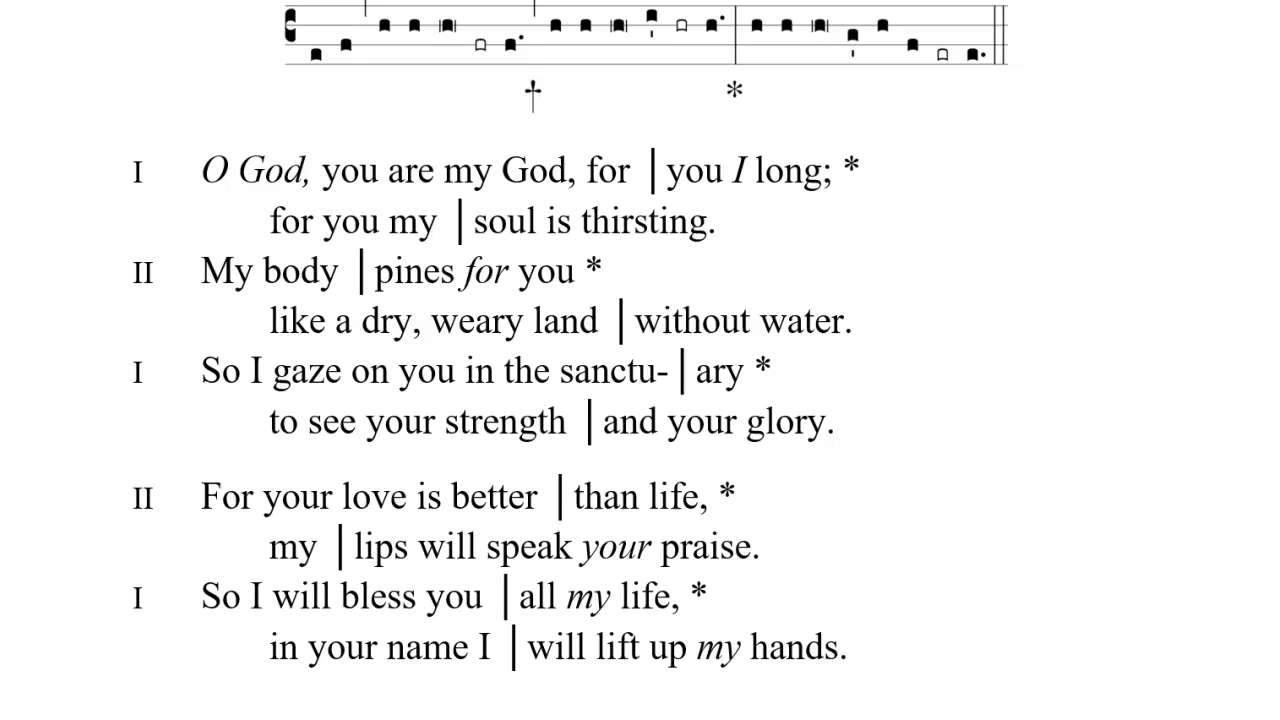 † *
I O God, you are my God, for | you I long; *
for you my | soul is thirsting.
II My body | pines for you *
like a dry, weary land | without water.
I So I gaze on you in the sanctu- | ary *
to see your strength | and your glory.
II For your love is better | than life, *
my | lips will speak your praise.
I So I will bless you | all my life, *
in your name I | will lift up my hands.